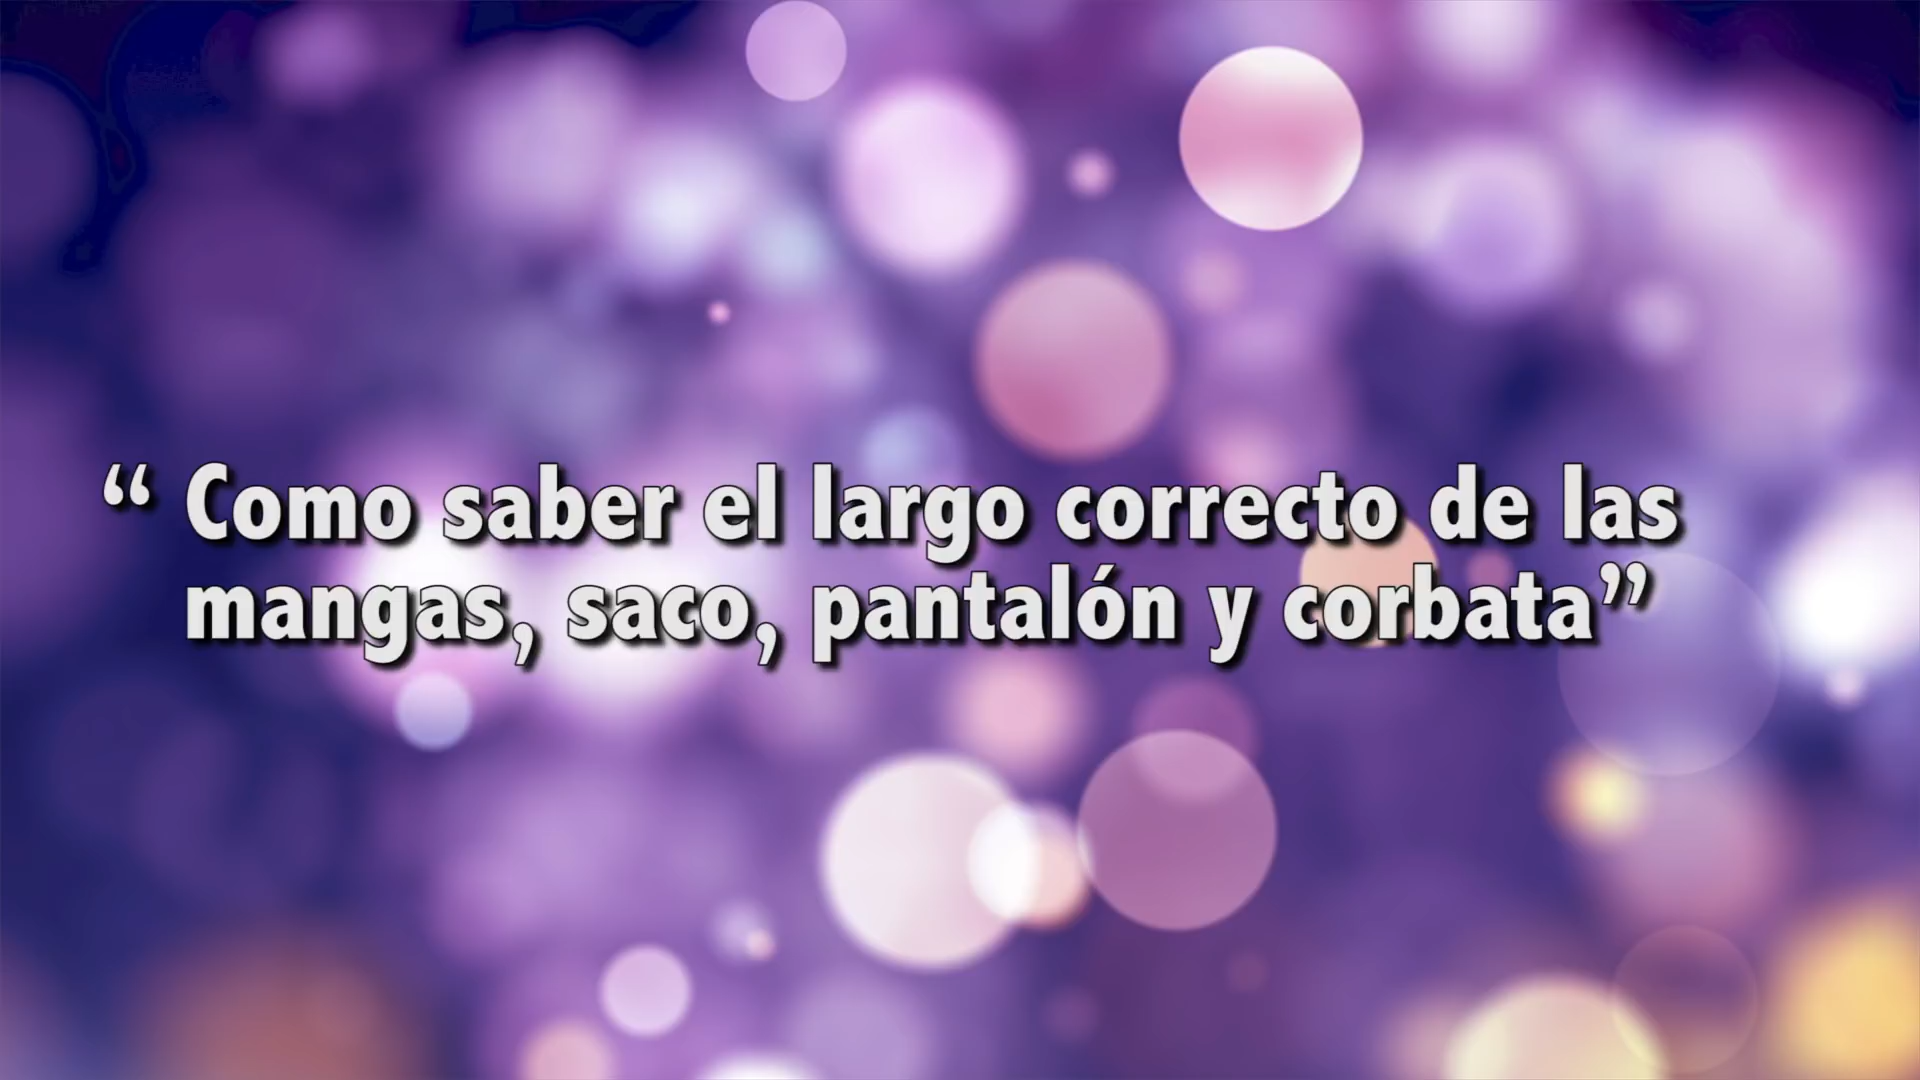 “ Como saber el largo correcto de las
mangas, saco, pantalón y corbata”